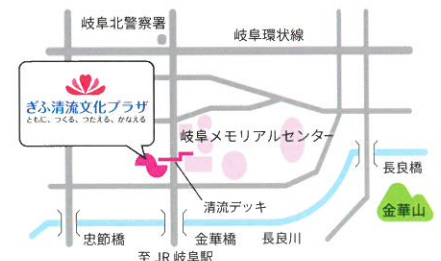 岐阜北警察署
岐阜環状線
ぎふ清流文化プラザ
ともに、つくる、つたえる、かなえる
岐阜メモリアルセンター
長良橋
清流デッキ
金華山
忠節橋
金華橋
長良川
至 JR 岐阜駅